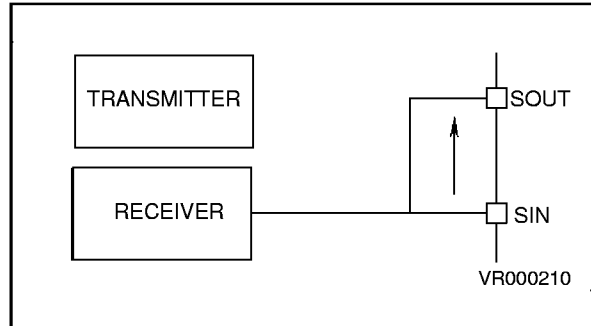 TRANSMITTER
SOUT
RECEIVER
SIN
VR000210